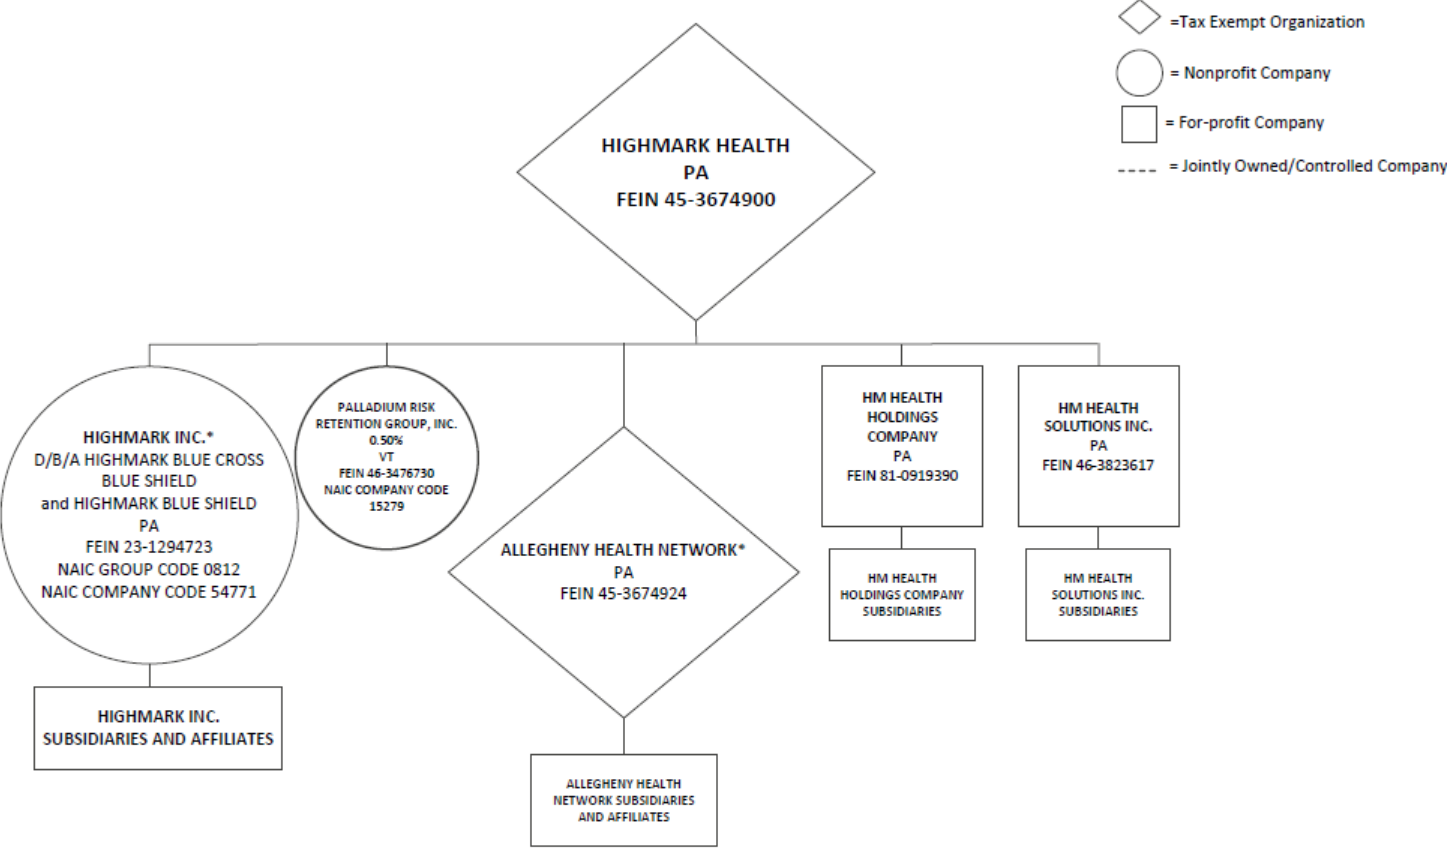 =Tax Exempt Organization
= Nonprofit Company
= For-profit Company
= Jointly Owned/Controlled Company
HIGHMARK HEALTH
PA
FEIN 45-3674900
HIGHMARK INC.*
D/B/A HIGHMARK BLUE CROSS
BLUE SHIELD
and HIGHMARK BLUE SHIELD
PA
FEIN 23-1294723
NAIC GROUP CODE 0812
NAIC COMPANY CODE 54771
HIGHMARK INC.
SUBSIDIARIES AND AFFILIATES
PALLADIUM RISK
RETENTION GROUP, INC.
0.50%
VT
FEIN 46-3476730
NAIC COMPANY CODE
15279
ALLEGHENY HEALTH NETWORK*
PA
FEIN 45-3674924
ALLEGHENY HEALTH
NETWORK SUBSIDIARIES
AND AFFILIATES
HM HEALTH
HOLDINGS
COMPANY
PA
FEIN 81-0919390
HM HEALTH
HOLDINGS COMPANY
SUBSIDIARIES
HM HEALTH
SOLUTIONS INC.
PA
FEIN 46-3823617
HM HEALTH
SOLUTIONS INC.
SUBSIDIARIES